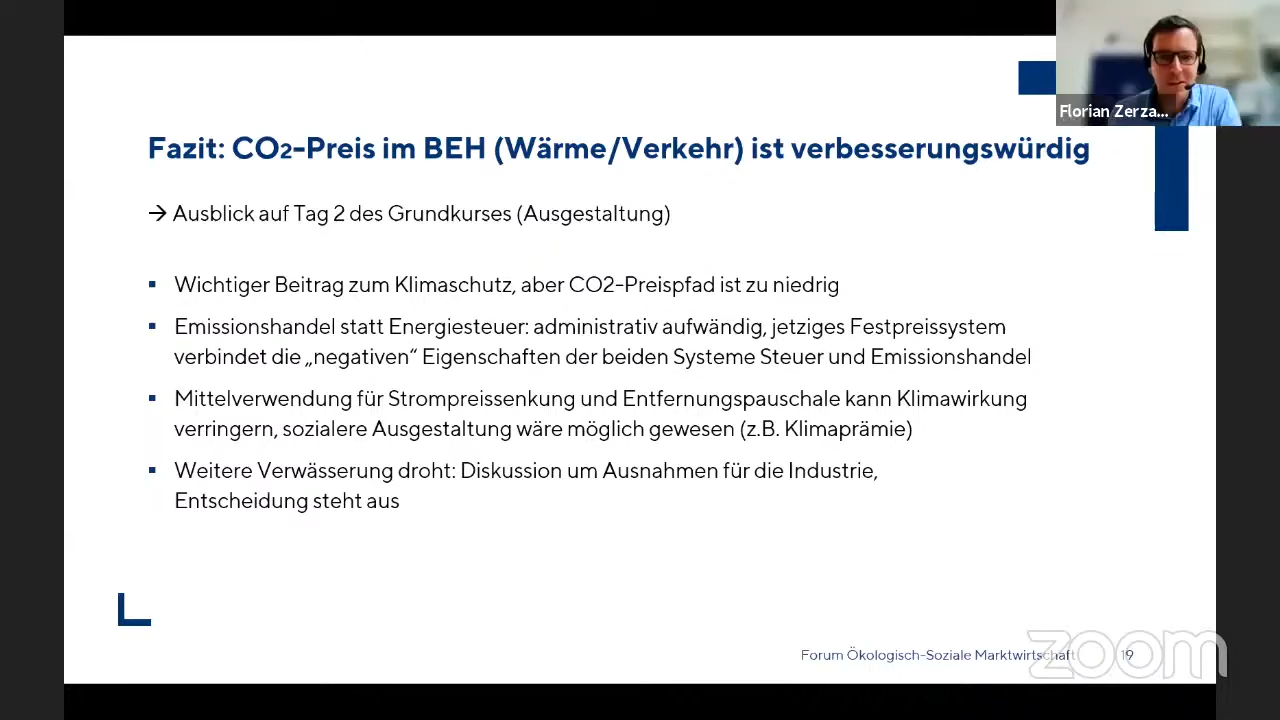 Florian Zerza...
Fazit: CO2-Preis im BEH (Wärme/Verkehr) ist verbesserungswürdig
→ Ausblick auf Tag 2 des Grundkurses (Ausgestaltung)
▪ Wichtiger Beitrag zum Klimaschutz, aber CO2-Preispfad ist zu niedrig
▪ Emissionshandel statt Energiesteuer: administrativ aufwändig, jetziges Festpreissystem
verbindet die „negativen“ Eigenschaften der beiden Systeme Steuer und Emissionshandel
▪ Mittelverwendung für Strompreissenkung und Entfernungspauschale kann Klimawirkung
verringern, sozialere Ausgestaltung wäre möglich gewesen (z.B. Klimaprämie)
▪ Weitere Verwässerung droht: Diskussion um Ausnahmen für die Industrie,
Entscheidung steht aus
Forum Ökologisch-Soziale Marktwirtschaft 19
zoom